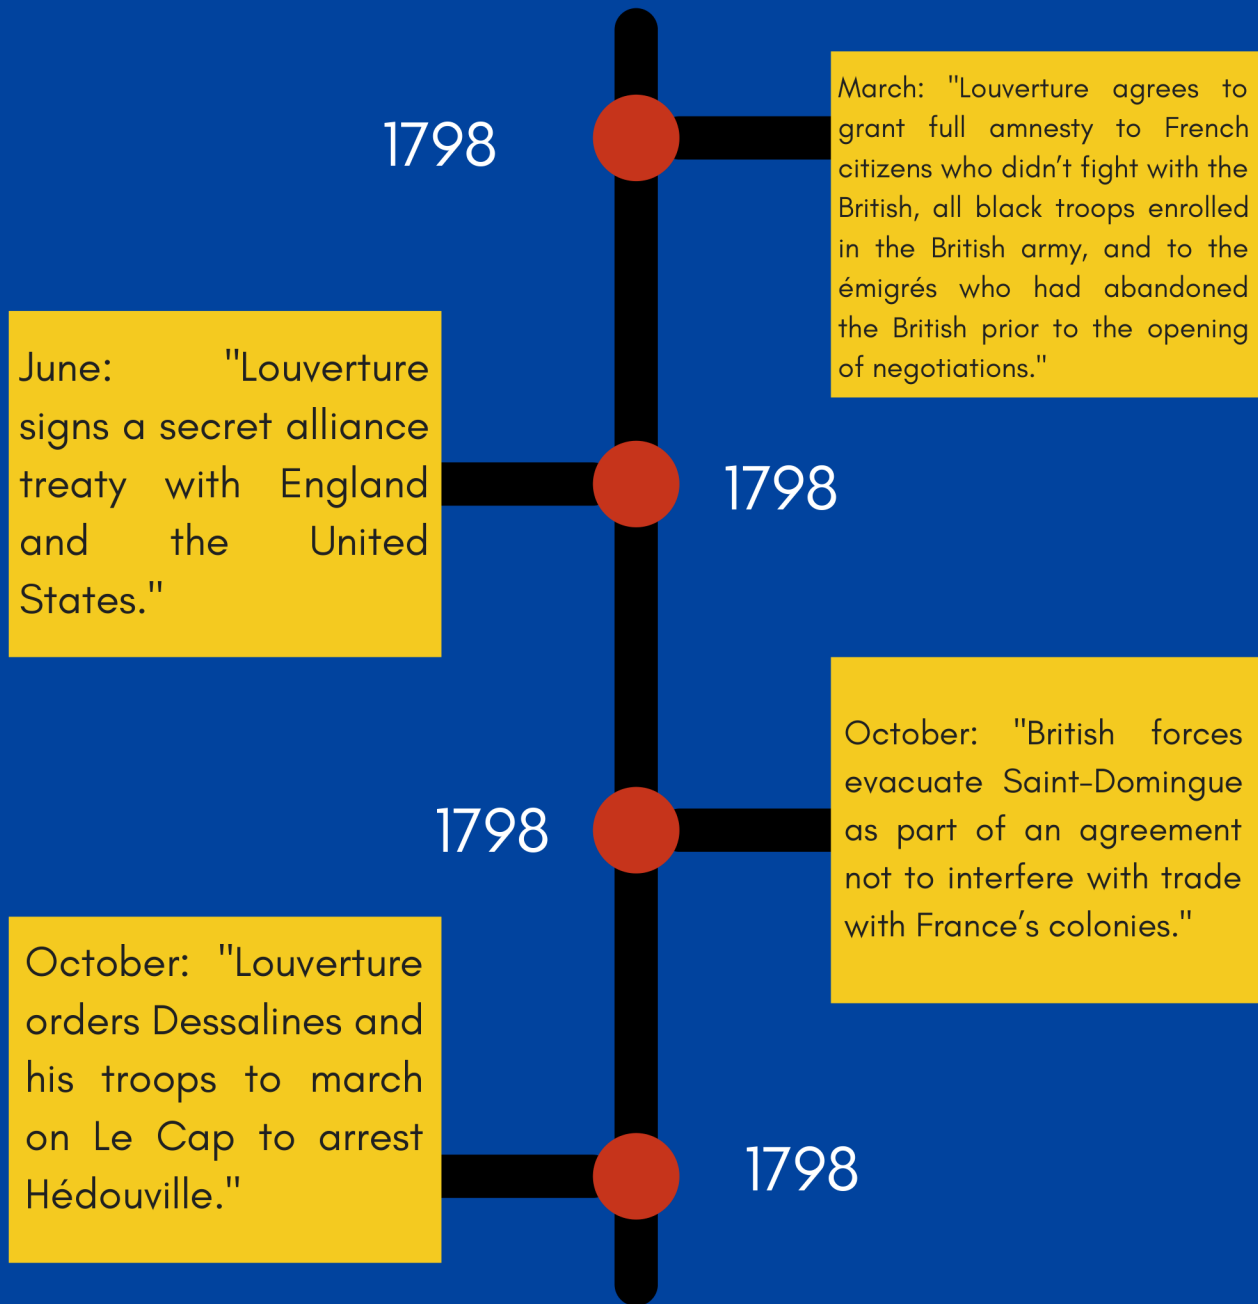 1798
March: "Louverture agrees to
grant full amnesty to French
citizens who didn’t fight with the
British, all black troops enrolled
in the British army, and to the
émigrés who had abandoned
the British prior to the opening
of negotiations."
June: "Louverture
signs a secret alliance
treaty with England
and the United
States."
1798
1798
October: "British forces
evacuate Saint-Domingue
as part of an agreement
not to interfere with trade
with France’s colonies."
October: "Louverture
orders Dessalines and
his troops to march
on Le Cap to arrest
Hédouville."
1798